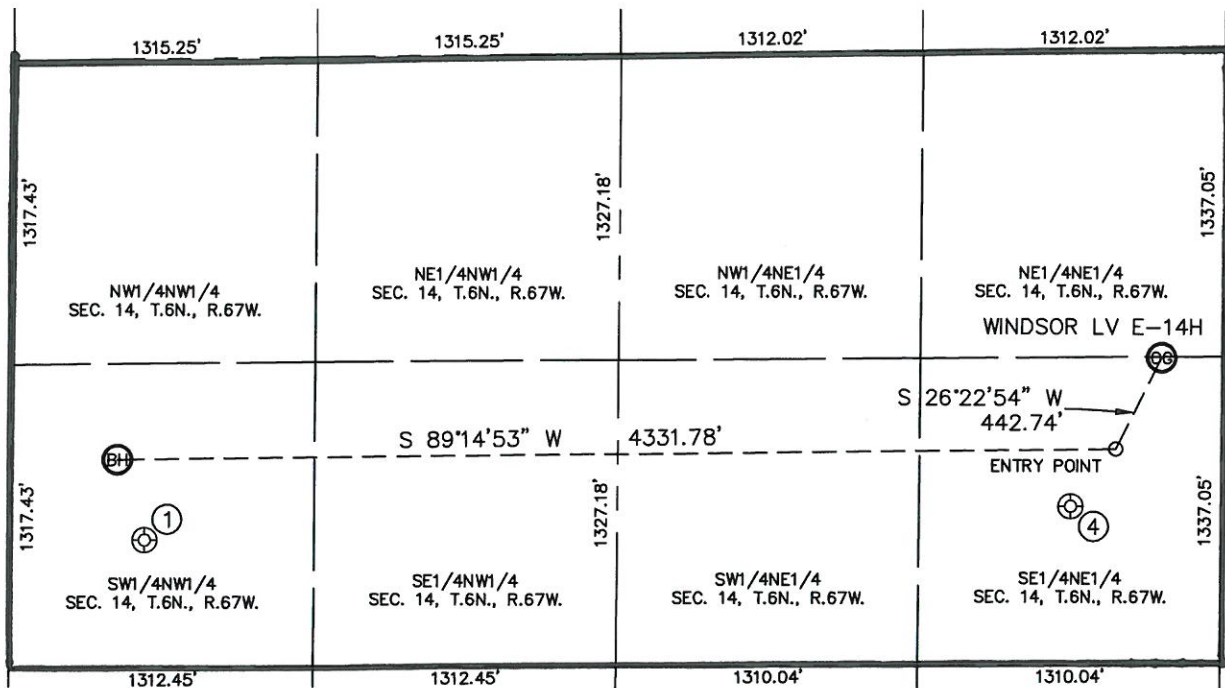 1315.25'
1315.25'
1312.02'
1312.02'
1317.43'
1327.18'
1337.05'
NW1/4NW1/4
SEC. 14, T.6N., R.67W.
NE1/4NW1/4
SEC. 14, T.6N., R.67W.
NW1/4NE1/4
SEC. 14, T.6N., R.67W.
NE1/4NE1/4
SEC. 14, T.6N., R.67W.
WINDSOR LV E-14H
OG
S 26°22'54" W
442.74'
S 89°14'53" W
4331.78'
BH
ENTRY POINT
1317.43'
1327.18'
1337.05'
1
4
SW1/4NW1/4
SEC. 14, T.6N., R.67W.
SE1/4NW1/4
SEC. 14, T.6N., R.67W.
SW1/4NE1/4
SEC. 14, T.6N., R.67W.
SE1/4NE1/4
SEC. 14, T.6N., R.67W.
1312.45'
1312.45'
1310.04'
1310.04'